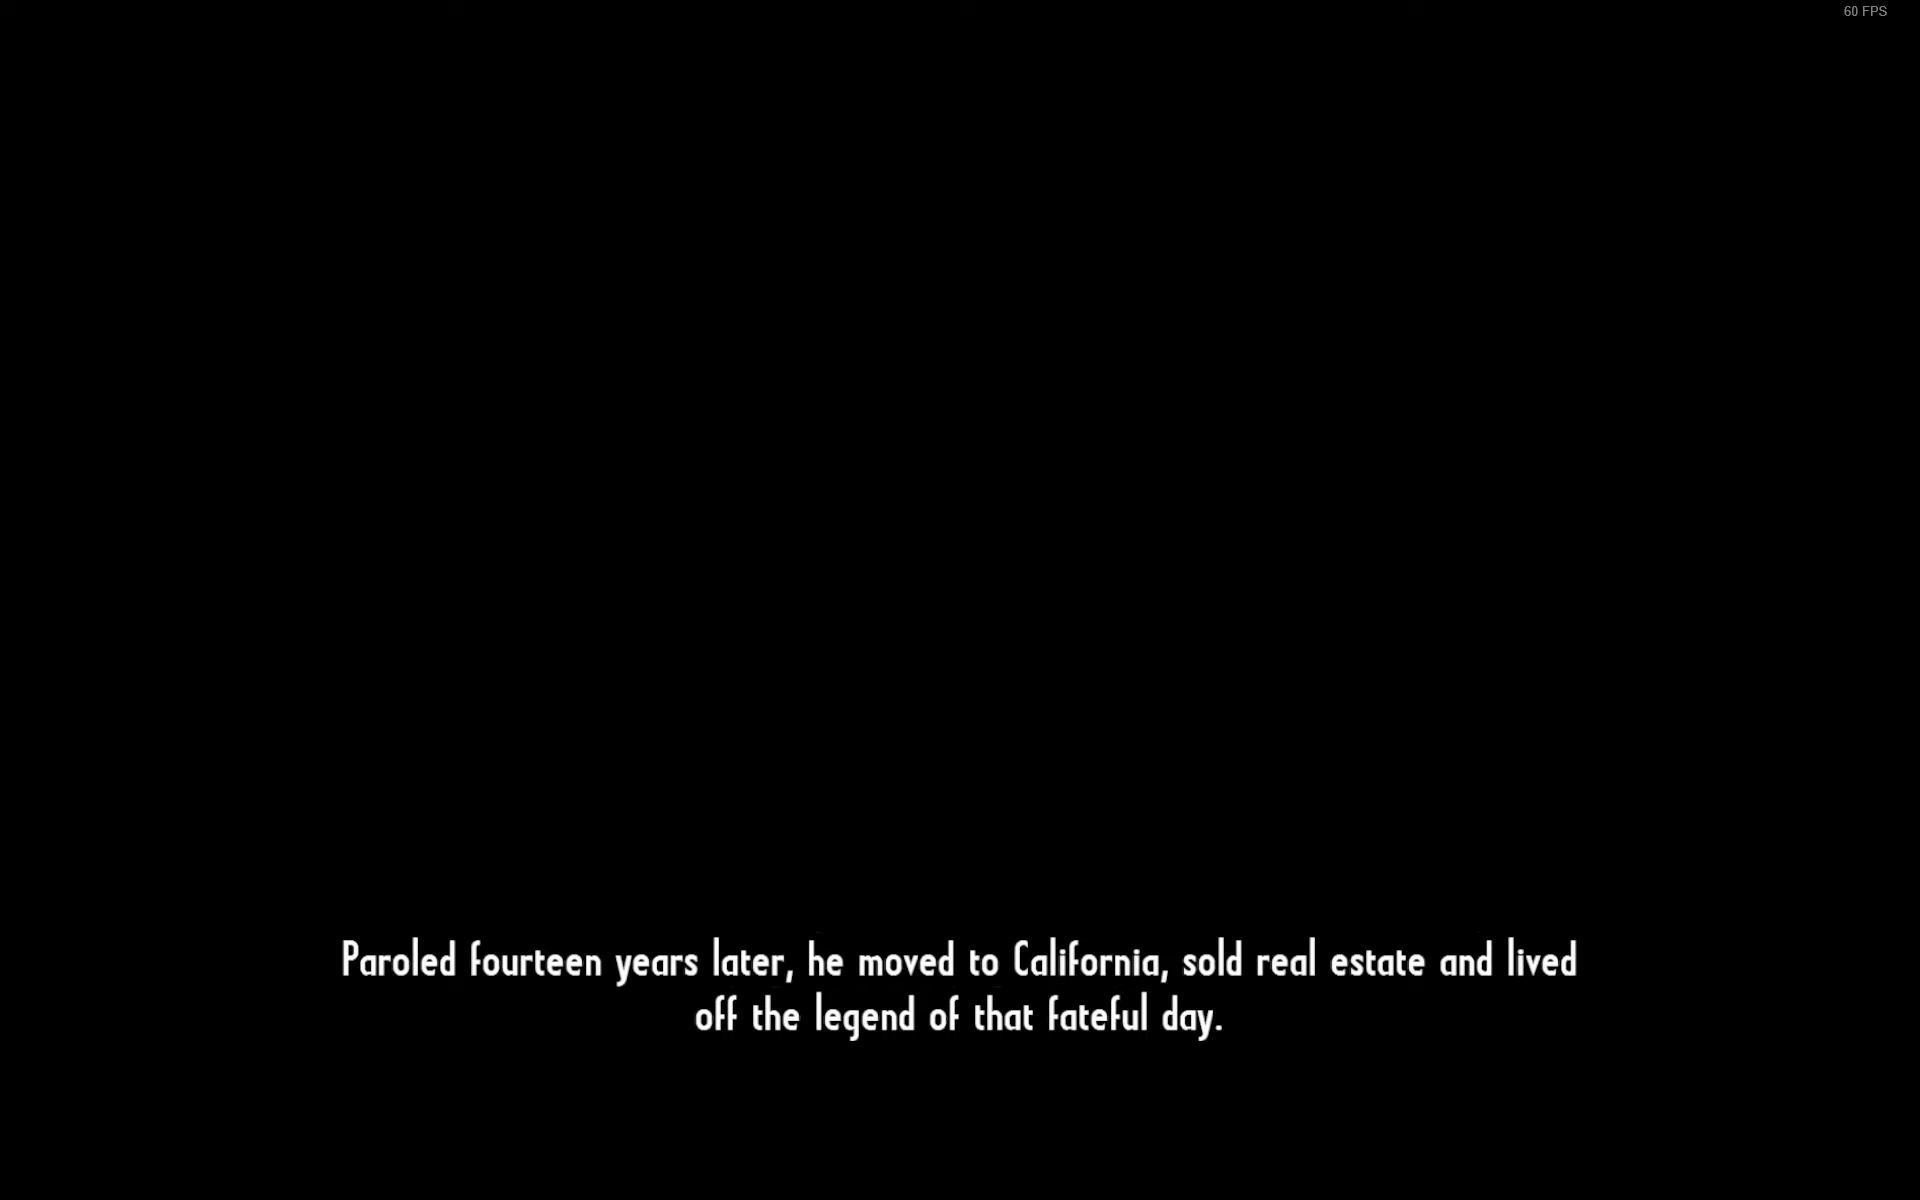 60 FPS
Paroled fourteen years later, he moved to California, sold real estate and lived
off the legend of that fateful day.